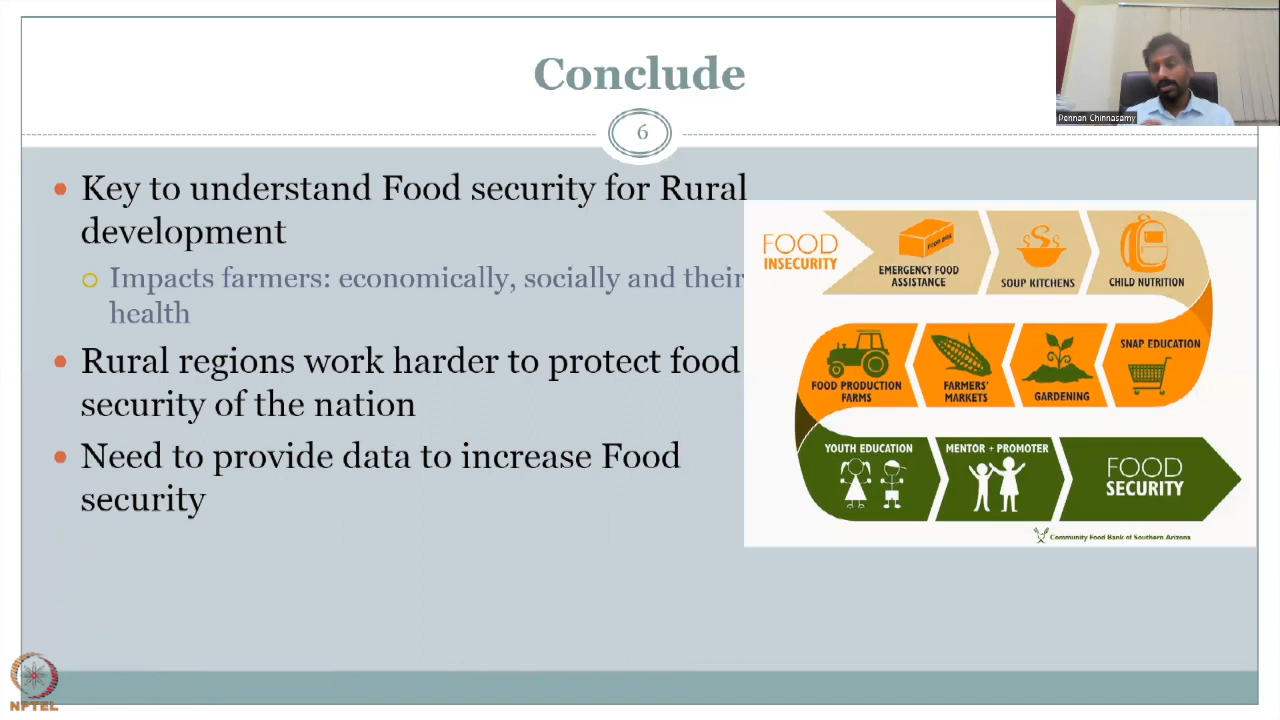 Conclude
6
Pennan Chinnasamy
Key to understand Food security for Rural
development
Impacts farmers: economically, socially and their
health
Rural regions work harder to protect food
security of the nation
Need to provide data to increase Food
security
FOOD
INSECURITY
FOOD BOX
EMERGENCY FOOD
ASSISTANCE
SOUP KITCHENS
CHILD NUTRITION
SNAP EDUCATION
GARDENING
FARMERS'
MARKETS
FOOD PRODUCTION
FARMS
YOUTH EDUCATION
MENTOR + PROMOTER
FOOD
SECURITY
Community Food Bank of Southern Arizona
NPTEL